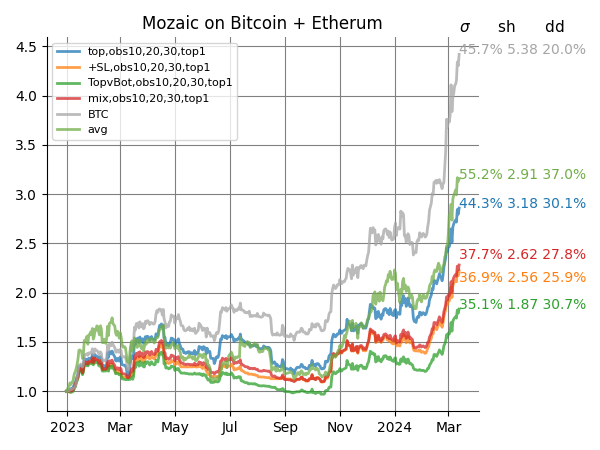 Mozaic on Bitcoin + Etherum
σ sh dd
top,obs10,20,30,top1
+SL,obs10,20,30,top1
TopvBot,obs10,20,30,top1
mix,obs10,20,30,top1
BTC
avg
45.7% 5.38 20.0%
55.2% 2.91 37.0%
44.3% 3.18 30.1%
37.7% 2.62 27.8%
36.9% 2.56 25.9%
35.1% 1.87 30.7%
4.5
4.0
3.5
3.0
2.5
2.0
1.5
1.0
2023 Mar May Jul Sep Nov 2024 Mar